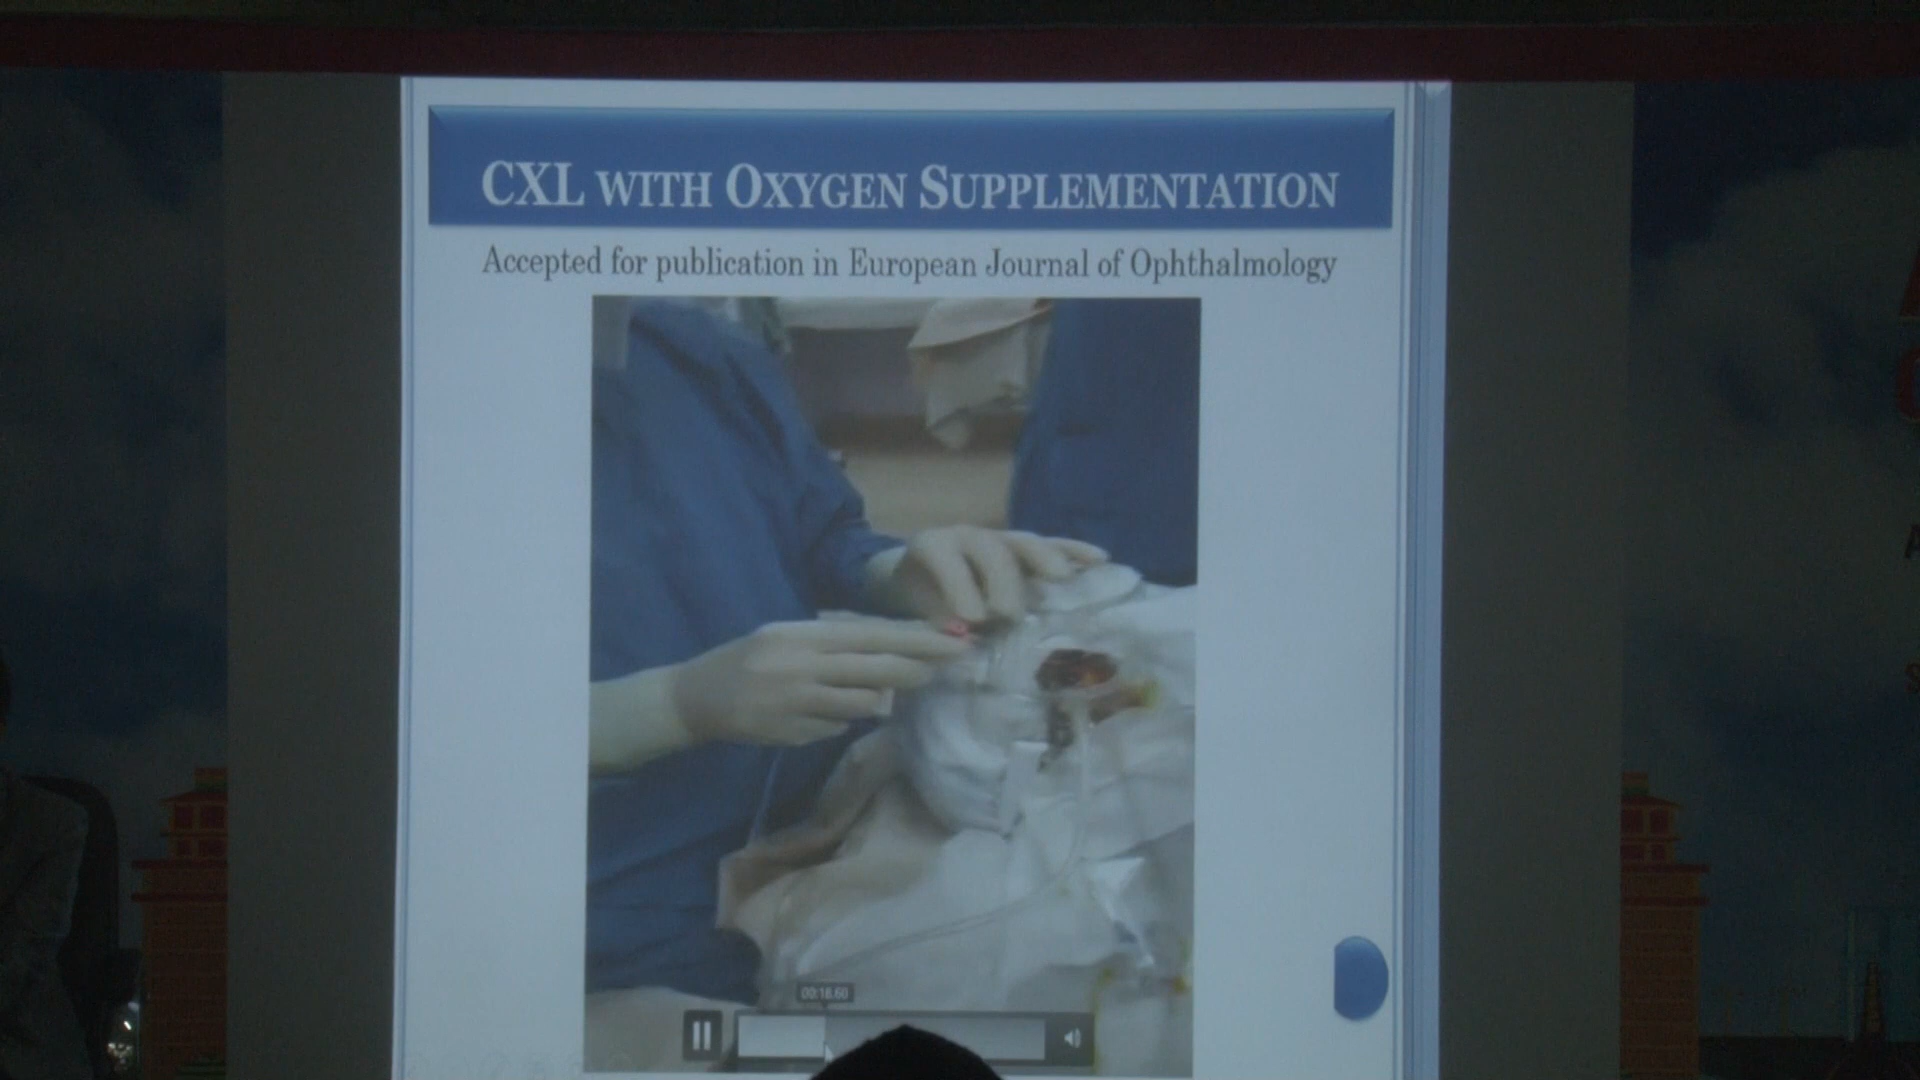 CXL WITH OXYGEN SUPPLEMENTATION
Accepted for publication in European Journal of Ophthalmology
00:18.60